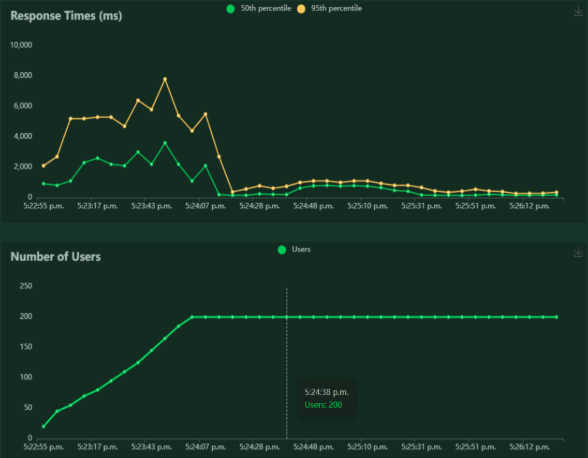 Response Times (ms)
50th percentile 95th percentile
10,000
8,000
6,000
4,000
2,000
0
5:22:55 p.m. 5:23:17 p.m. 5:23:43 p.m. 5:24:07 p.m. 5:24:28 p.m. 5:24:48 p.m. 5:25:10 p.m. 5:25:31 p.m. 5:25:51 p.m. 5:26:12 p.m.
Number of Users
Users
250
200
150
100
50
0
5:24:38 p.m.
Users: 200
5:22:55 p.m. 5:23:17 p.m. 5:23:43 p.m. 5:24:07 p.m. 5:24:28 p.m. 5:24:48 p.m. 5:25:10 p.m. 5:25:31 p.m. 5:25:51 p.m. 5:26:12 p.m.